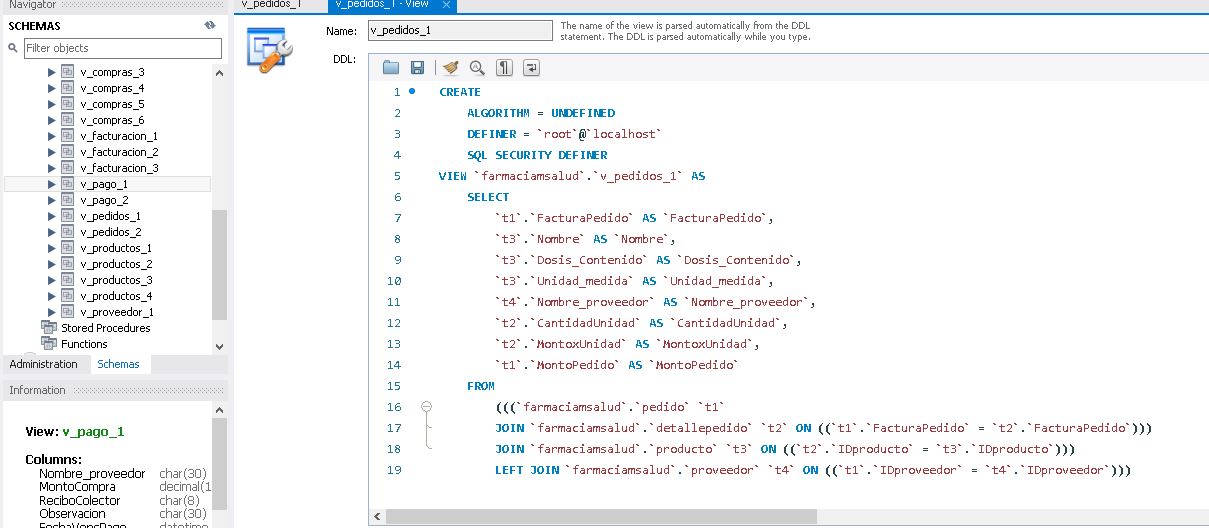 Navigator
SCHEMAS
Filter objects
v_compras_3
v_compras_4
v_compras_5
v_compras_6
v_facturacion_1
v_facturacion_2
v_facturacion_3
v_pago_1
v_pago_2
v_pedidos_1
v_pedidos_2
v_productos_1
v_productos_2
v_productos_3
v_productos_4
v_proveedor_1
Stored Procedures
Functions
Administration Schemas
Information
View: v_pago_1
Columns:
Nombre_proveedor char(30)
MontoCompra decimal(1
ReciboColector char(8)
Observacion char(30)
FechaVencPago datetime
v_pedidos_1 v_pedidos_1 - View
Name: v_pedidos_1
The name of the view is parsed automatically from the DDL
statement. The DDL is parsed automatically while you type.
DDL:
1 CREATE
2 ALGORITHM = UNDEFINED
3 DEFINER = `root`@`localhost`
4 SQL SECURITY DEFINER
5 VIEW `farmaciamsalud`.`v_pedidos_1` AS
6 SELECT
7 `t1`.`FacturaPedido` AS `FacturaPedido`,
8 `t3`.`Nombre` AS `Nombre`,
9 `t3`.`Dosis_Contenido` AS `Dosis_Contenido`,
10 `t3`.`Unidad_medida` AS `Unidad_medida`,
11 `t4`.`Nombre_proveedor` AS `Nombre_proveedor`,
12 `t2`.`CantidadUnidad` AS `CantidadUnidad`,
13 `t2`.`MontoxUnidad` AS `MontoxUnidad`,
14 `t1`.`MontoPedido` AS `MontoPedido`
15 FROM
16 (((`farmaciamsalud`.`pedido` `t1`
17 JOIN `farmaciamsalud`.`detallepedido` `t2` ON ((`t1`.`FacturaPedido` = `t2`.`FacturaPedido`)))
18 JOIN `farmaciamsalud`.`producto` `t3` ON ((`t2`.`IDproducto` = `t3`.`IDproducto`)))
19 LEFT JOIN `farmaciamsalud`.`proveedor` `t4` ON ((`t1`.`IDproveedor` = `t4`.`IDproveedor`)))